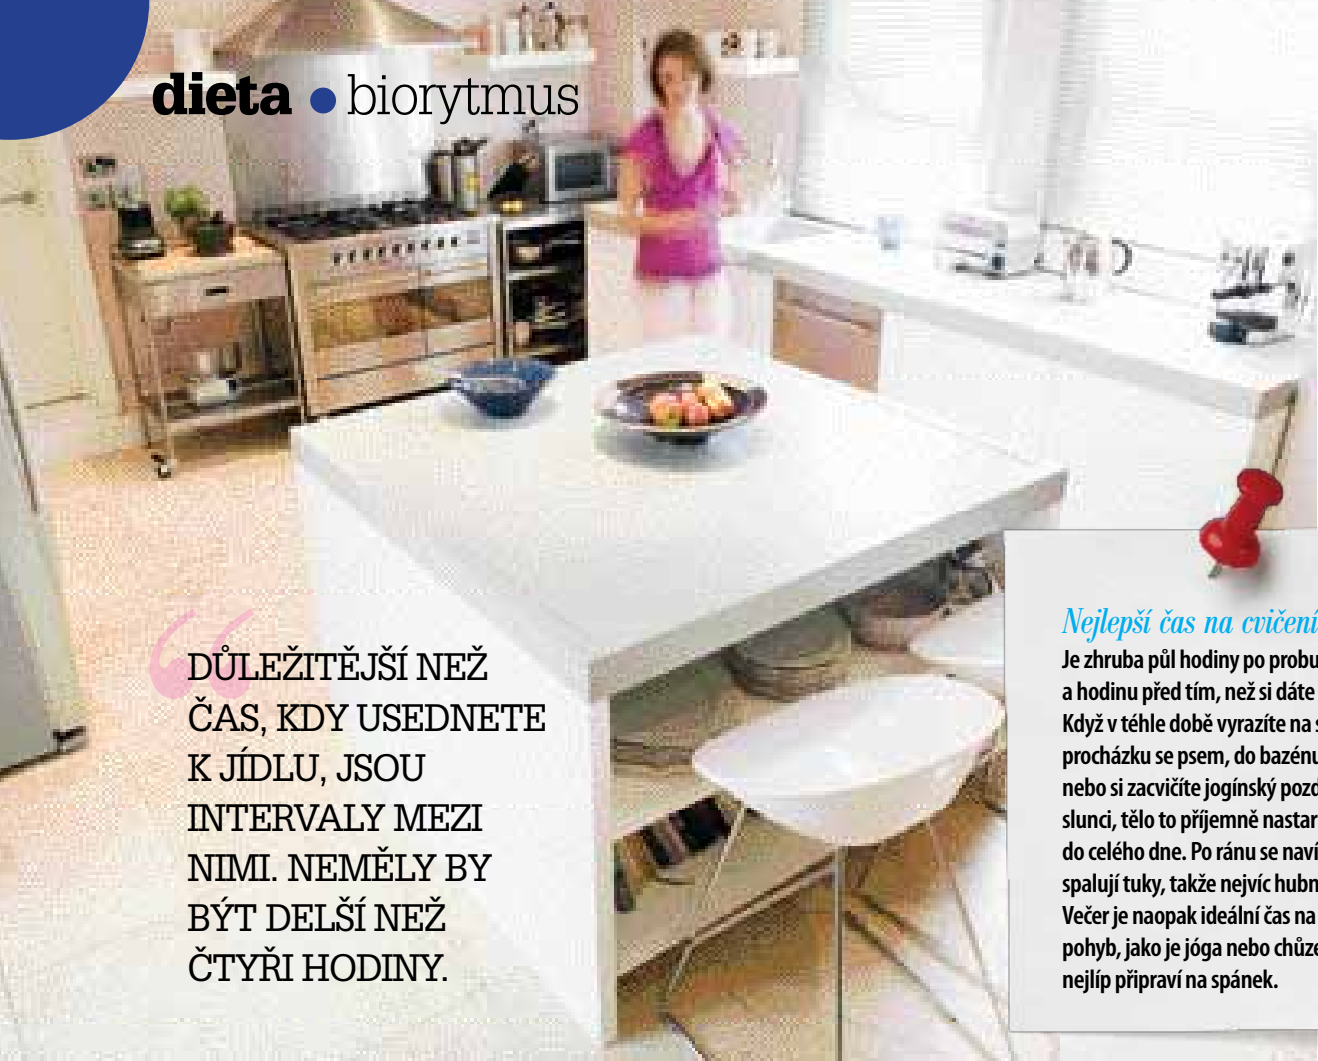 dieta • biorytmus
DŮLEŽITĚJŠÍ NEŽ
ČAS, KDY USEDNETE
K JÍDLU, JSOU
INTERVALY MEZI
NIMI. NEMĚLY BY
BÝT DELŠÍ NEŽ
ČTYŘI HODINY.
Nejlepší čas na cvičení
Je zhruba půl hodiny po probu
a hodinu před tím, než si dáte
Když v téhle době vyrazíte na s
procházku se psem, do bazénu
nebo si zacvičíte jogínský pozd
slunci, tělo to příjemně nastar
do celého dne. Po ránu se naví
spalují tuky, takže nejvíc hubn
Večer je naopak ideální čas na
pohyb, jako je jóga nebo chůze
nejlíp připraví na spánek.